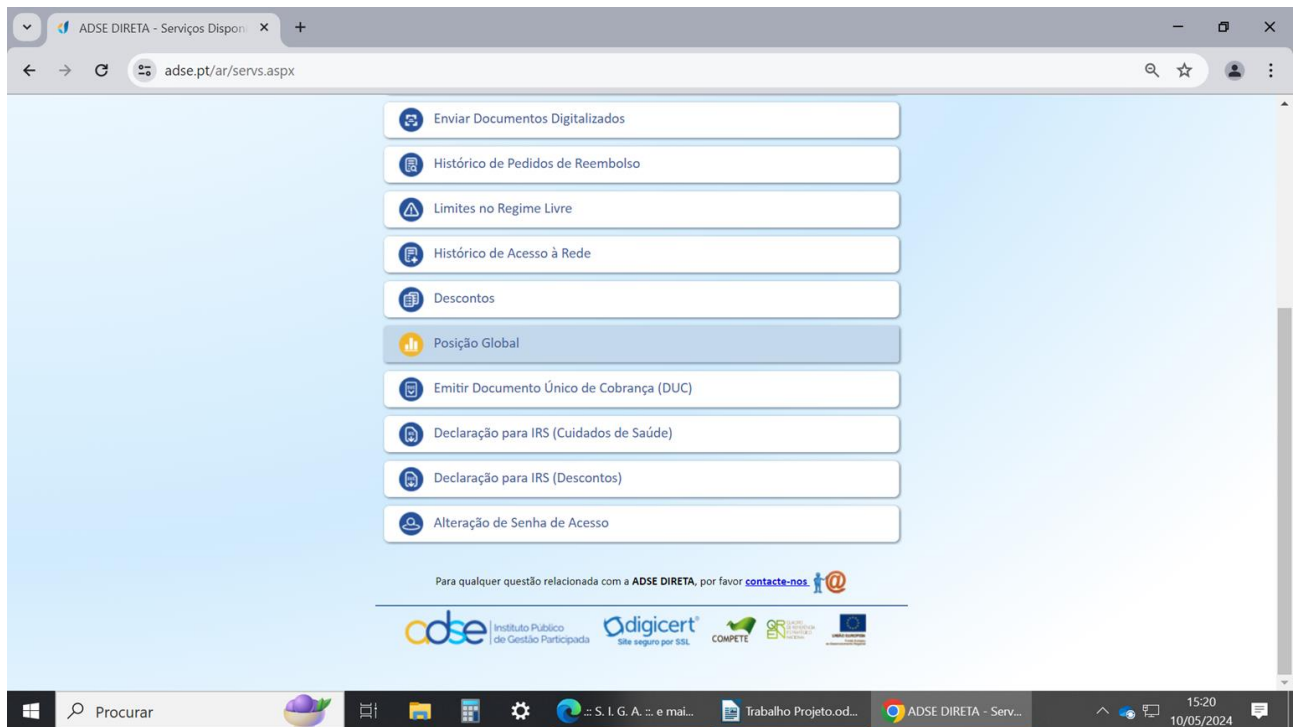 ADSE DIRETA - Serviços Disponí
adse.pt/ar/servs.aspx
Enviar Documentos Digitalizados
Histórico de Pedidos de Reembolso
Limites no Regime Livre
Histórico de Acesso à Rede
Descontos
Posição Global
Emitir Documento Único de Cobrança (DUC)
Declaração para IRS (Cuidados de Saúde)
Declaração para IRS (Descontos)
Alteração de Senha de Acesso
Para qualquer questão relacionada com a ADSE DIRETA, por favor contacte-nos @
adse Instituto Público
de Gestão Participada
digicert
Site seguro por SSL
COMPETE
QREN
Procurar
.:: S. I. G. A. ::. e mai...
Trabalho Projeto.od...
ADSE DIRETA - Serv...
15:20
10/05/2024